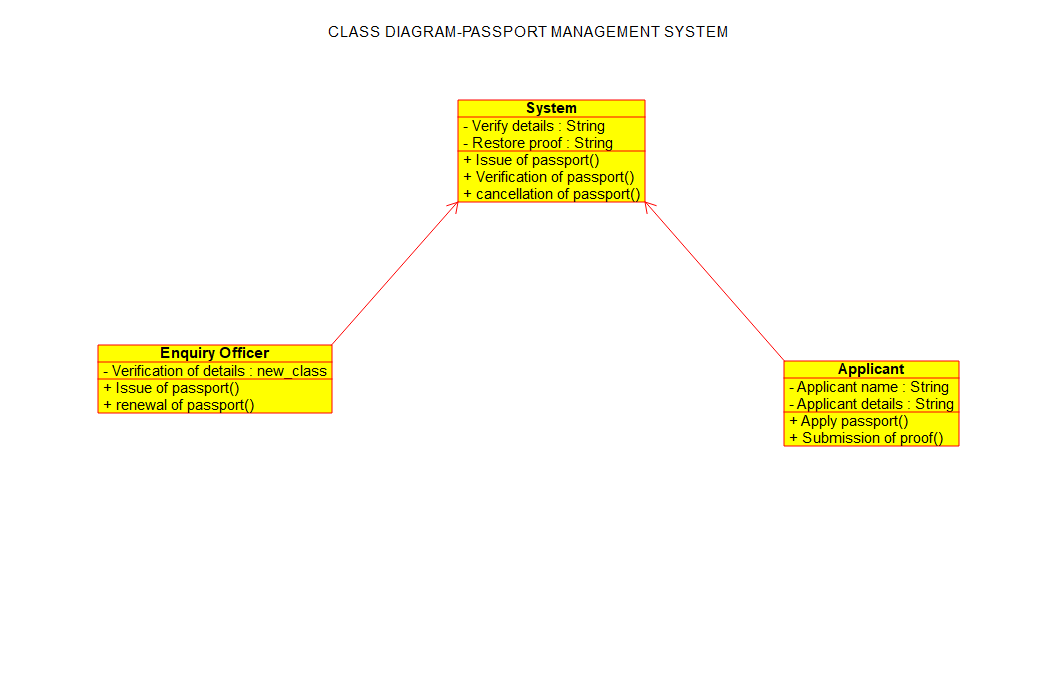 CLASS DIAGRAM-PASSPORT MANAGEMENT SYSTEM
System
- Verify details : String
- Restore proof : String
+ Issue of passport()
+ Verification of passport()
+ cancellation of passport()
Enquiry Officer
- Verification of details : new_class
+ Issue of passport()
+ renewal of passport()
Applicant
- Applicant name : String
- Applicant details : String
+ Apply passport()
+ Submission of proof()